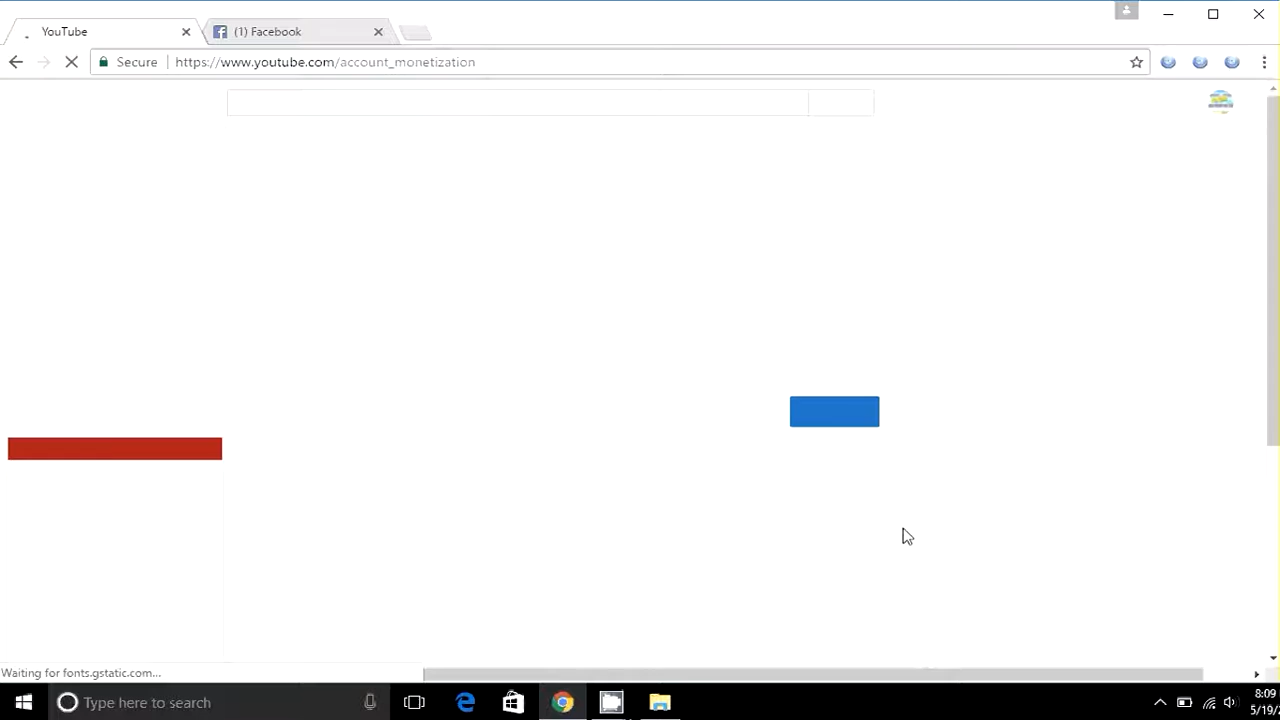 YouTube
(1) Facebook
Secure
https://www.youtube.com/account_monetization
Waiting for fonts.gstatic.com...
Type here to search
8:09
5/19/2